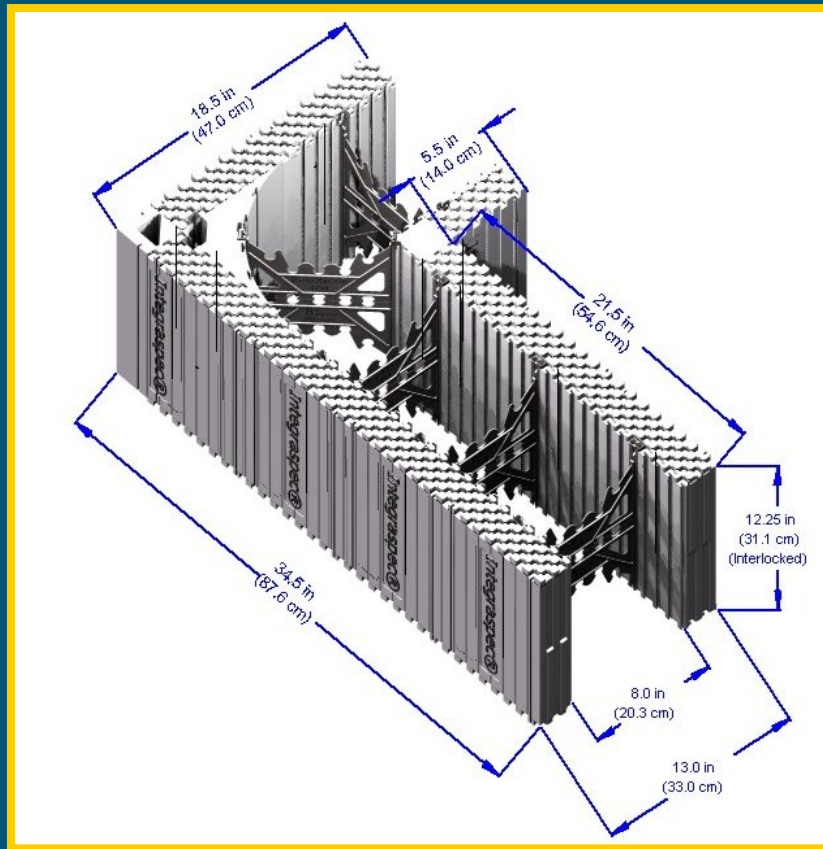 18.5 in
(47.0 cm)
5.5 in
(14.0 cm)
21.5 in
(54.6 cm)
Integraspec®
Integraspec®
Integraspec®
Integraspec®
12.25 in
(31.1 cm)
(Interlocked)
34.5 in
(87.6 cm)
8.0 in
(20.3 cm)
13.0 in
(33.0 cm)